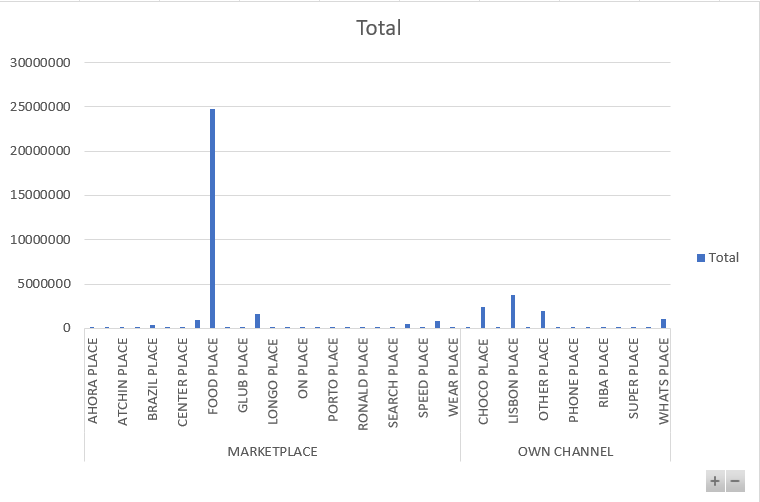 Total
30000000
25000000
20000000
15000000
10000000
5000000
0
AHORA PLACE
ATCHIN PLACE
BRAZIL PLACE
CENTER PLACE
FOOD PLACE
GLUB PLACE
LONGO PLACE
ON PLACE
PORTO PLACE
RONALD PLACE
SEARCH PLACE
SPEED PLACE
WEAR PLACE
CHOCO PLACE
LISBON PLACE
OTHER PLACE
PHONE PLACE
RIBA PLACE
SUPER PLACE
WHATS PLACE
MARKETPLACE
OWN CHANNEL
Total
+ −